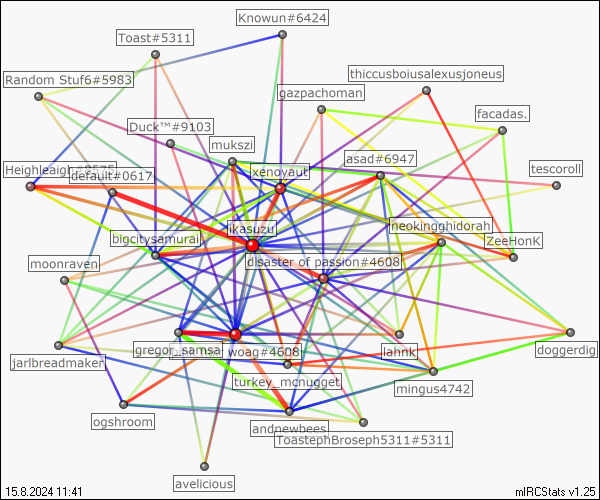 Knowun#6424
Toast#5311
thiccusboiusalexusjoneus
Random Stuf6#5983
gazpachoman
facadas.
Duck™#9103
mukszi
asad#6947
xenoyaut
tescoroll
default#0617
neokingghidorah
ikasuzu
bigcitysamurai
ZeeHonK
moonraven
disaster of passion#4608
gregor_samsa
woag#4608
lahnk
doggerdig
jarlbreadmaker
turkey_mcnugget
mingus4742
ogshroom
andnewbees
ToastephBroseph5311#5311
avelicious
15.8.2024 11:41
mIRCStats v1.25